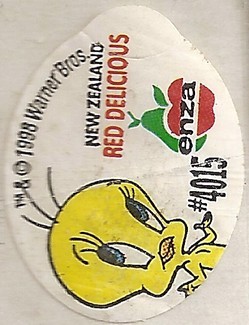 ™& © 1998 Warner Bros.
NEW ZEALAND
RED DELICIOUS
enza
#4015